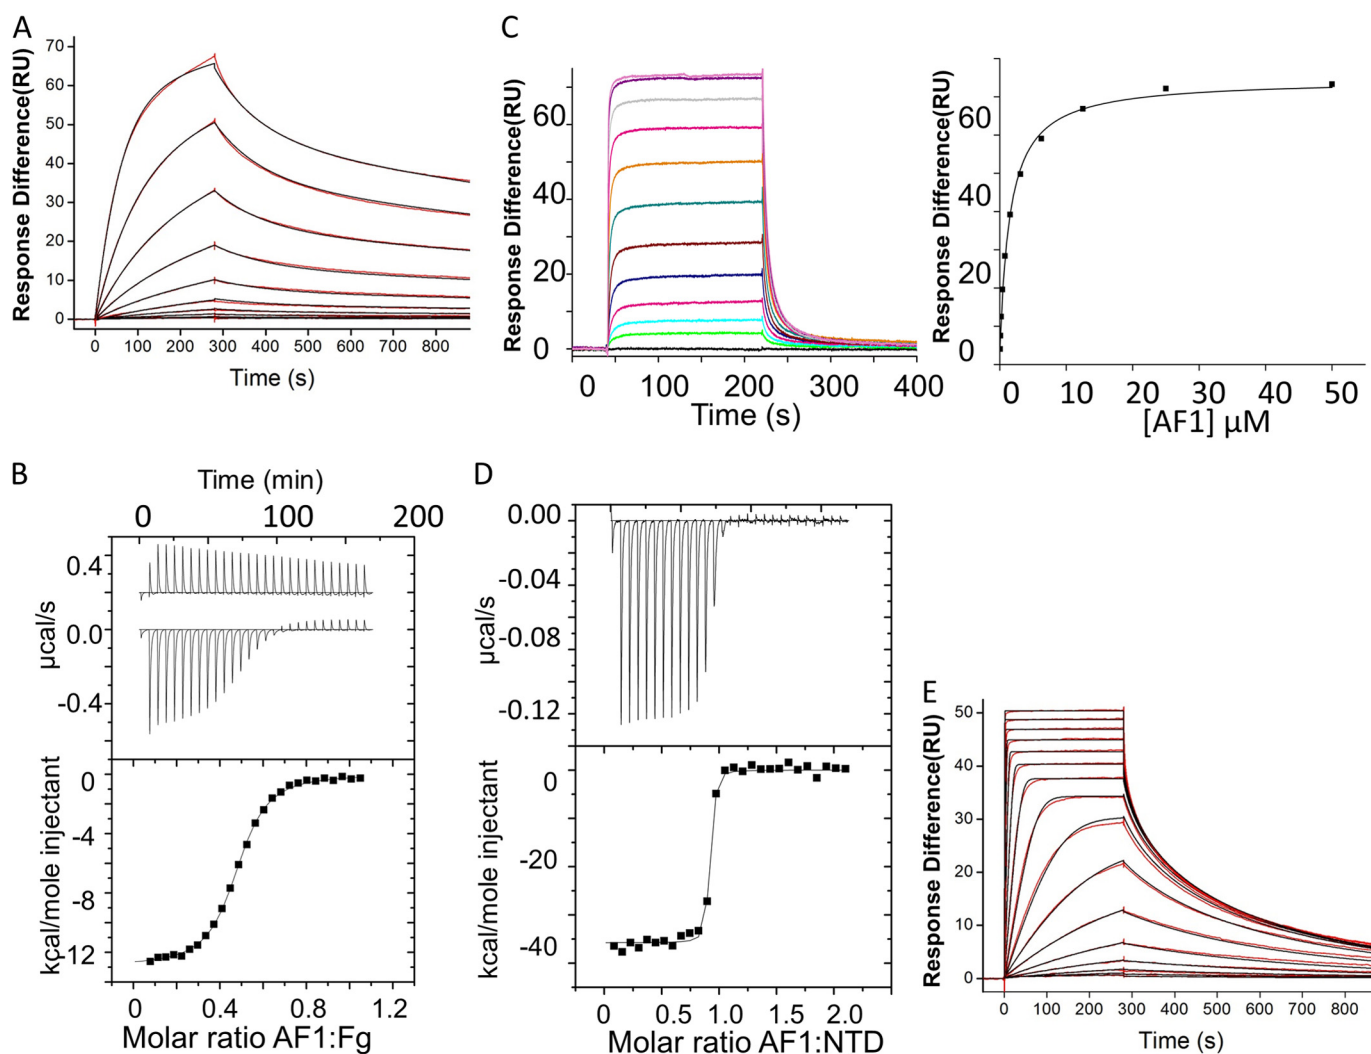 A
Response Difference(RU)
70
60
50
40
30
20
10
0
0 100 200 300 400 500 600 700 800
Time (s)
C
Response Difference(RU)
60
40
20
0
0 100 200 300 400
Time (s)
Response Difference(RU)
60
40
20
0
0 10 20 30 40 50
[AF1] µM
B
Time (min)
0 100 200
µcal/s
0.4
0.0
-0.4
kcal/mole injectant
0
-4
-8
-12
0 0.4 0.8 1.2
Molar ratio AF1:Fg
D
µcal/s
0.00
-0.04
-0.08
-0.12
kcal/mole injectant
0
-20
-40
0 0.5 1.0 1.5 2.0
Molar ratio AF1:NTD
E
Response Difference(RU)
50
40
30
20
10
0
0 100 200 300 400 500 600 700 800
Time (s)